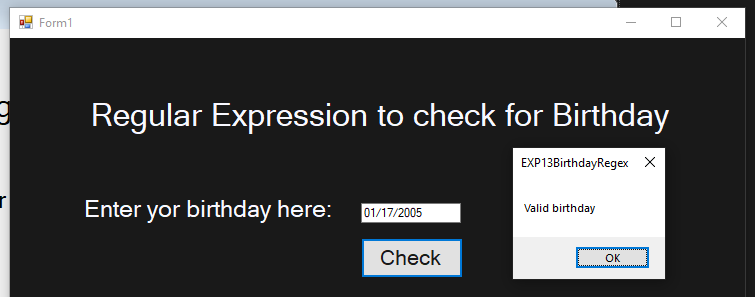 Form1
Regular Expression to check for Birthday
EXP13BirthdayRegex
Enter yor birthday here:
01/17/2005
Valid birthday
Check
OK